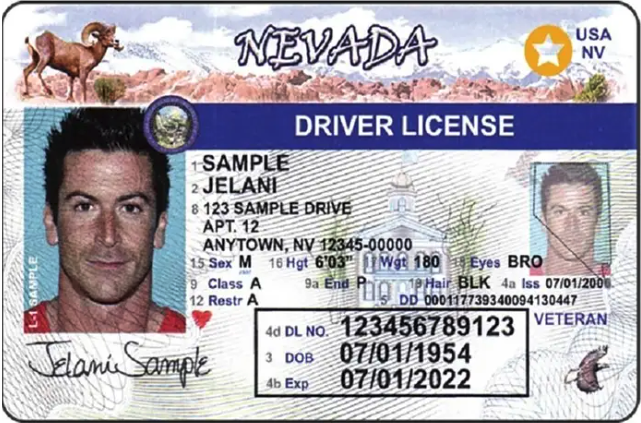 NEVADA
USA
NV
DRIVER LICENSE
1 SAMPLE
2 JELANI
8 123 SAMPLE DRIVE
APT. 12
ANYTOWN, NV 12345-00000
15 Sex M 16 Hgt 6'03" 17 Wgt 180 18 Eyes BRO
9 Class A 9a End P 19 Hair BLK 4a Iss 07/01/2006
12 Restr A 5 DD 00011773940094130447
4d DL NO. 123456789123
VETERAN
3 DOB 07/01/1954
4b Exp 07/01/2022
L-1 SAMPLE
Jelani Sample